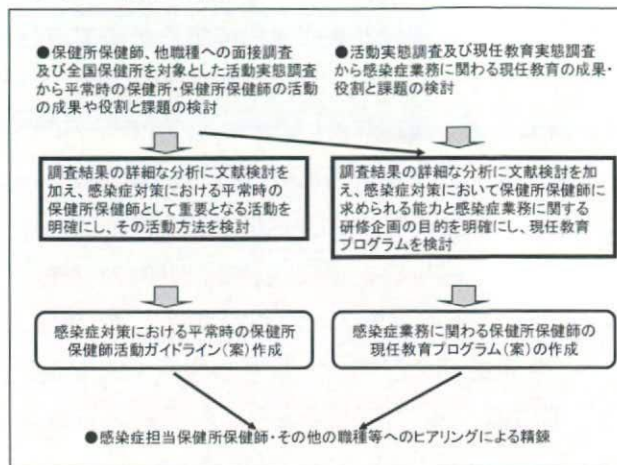 ●保健所保健師、他職種への面接調査
及び全国保健所を対象とした活動実態調査
から平常時の保健所・保健所保健師の活動
の成果や役割と課題の検討
●活動実態調査及び現任教育実態調査
から感染症業務に関わる現任教育の成果・
役割と課題の検討
調査結果の詳細な分析に文献検討を
加え、感染症対策における平常時の
保健所保健師として重要となる活動を
明確にし、その活動方法を検討
調査結果の詳細な分析に文献検討を加
え、感染症対策において保健所保健師に
求められる能力と感染症業務に関する
研修企画の目的を明確にし、現任教育
プログラムを検討
感染症対策における平常時の保健所
保健師活動ガイドライン(案)作成
感染症業務に関わる保健所保健師の
現任教育プログラム(案)の作成
●感染症担当保健所保健師・その他の職種等へのヒアリングによる精錬